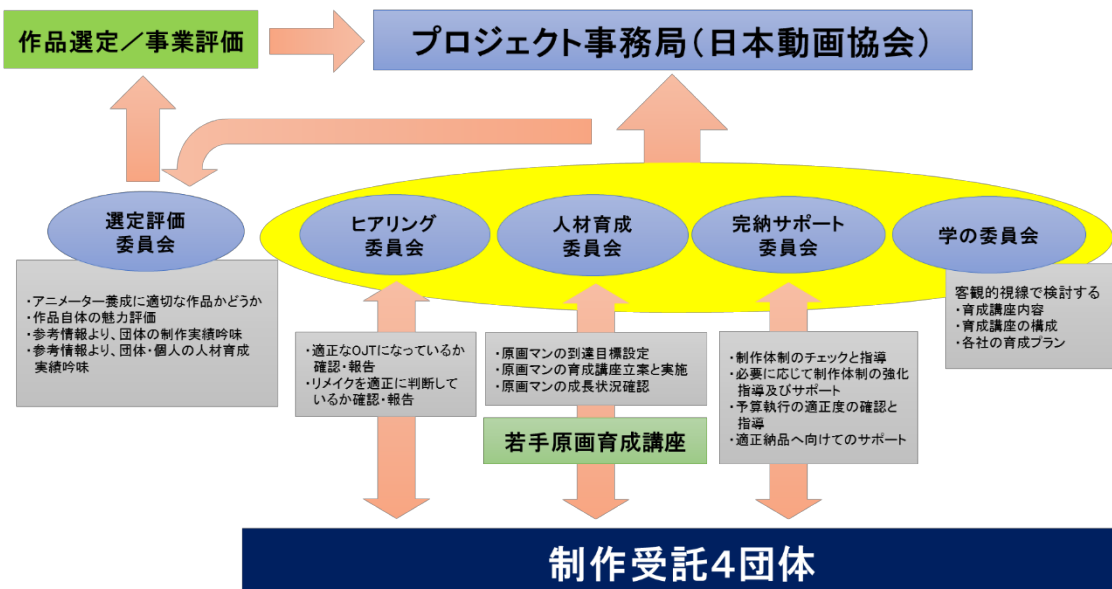 作品選定／事業評価
プロジェクト事務局（日本動画協会）
選定評価
委員会
ヒアリング
委員会
人材育成
委員会
完納サポート
委員会
学の委員会
・アニメーター養成に適切な作品かどうか
・作品自体の魅力評価
・参考情報より、団体の制作実績吟味
・参考情報より、団体・個人の人材育成
実績吟味
・適正なOJTになっているか
確認・報告
・リメイクを適正に判断して
いるか確認・報告
・原画マンの到達目標設定
・原画マンの育成講座立案と実施
・原画マンの成長状況確認
・制作体制のチェックと指導
・必要に応じて制作体制の強化
指導及びサポート
・予算執行の適正度の確認と
指導
・適正納品へ向けてのサポート
客観的視線で検討する
・育成講座内容
・育成講座の構成
・各社の育成プラン
若手原画育成講座
制作受託４団体